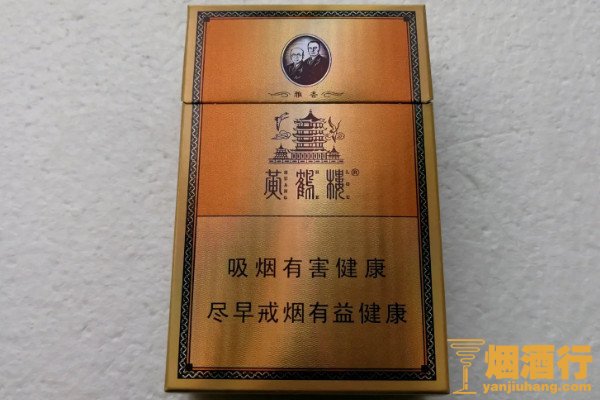 雅香
黄鹤楼
吸烟有害健康
尽早戒烟有益健康
烟酒行
yanjiuhang.com